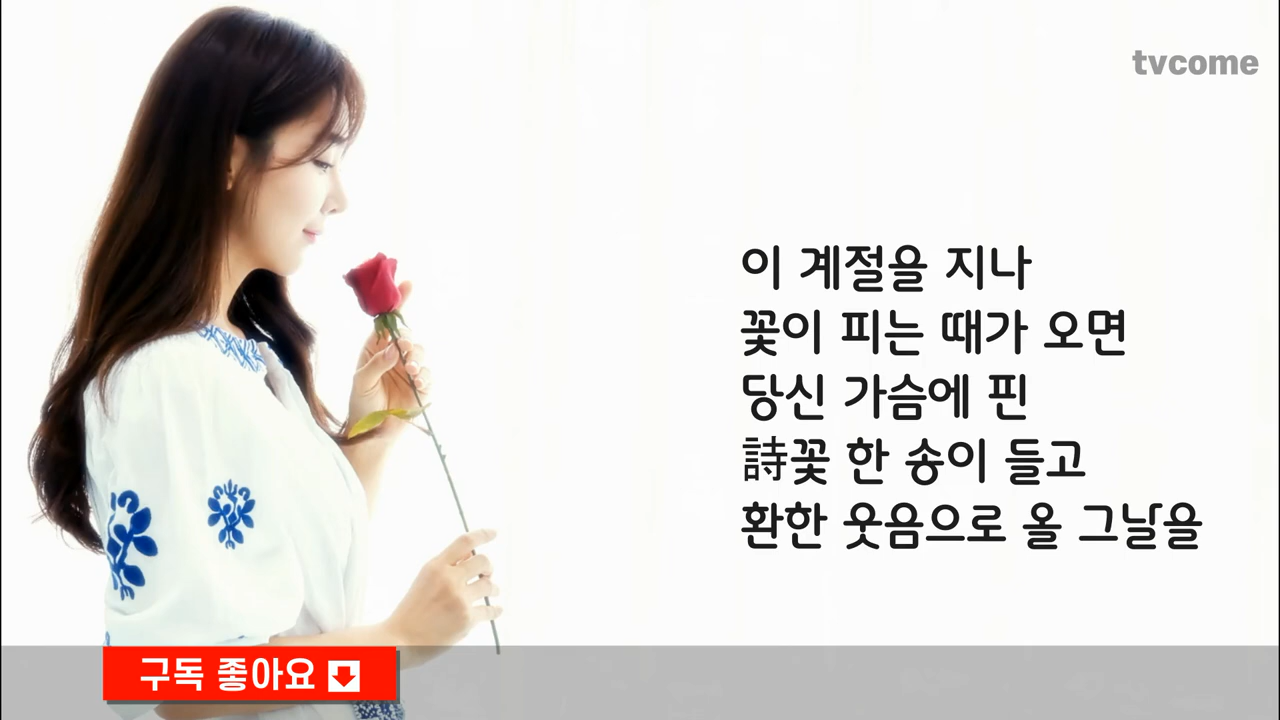 tvcome
이 계절을 지나
꽃이 피는 때가 오면
당신 가슴에 핀
詩꽃 한 송이 들고
환한 웃음으로 올 그날을
구독 좋아요